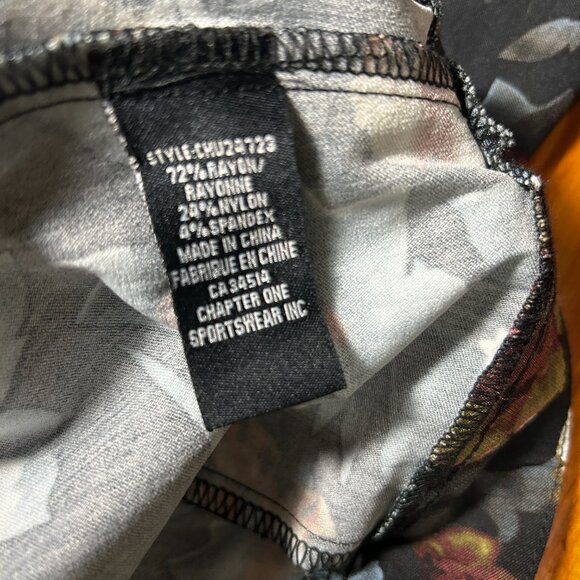 STYLE:CHU24723
72% RAYON/
RAYONNE
24% NYLON
4% SPANDEX
MADE IN CHINA
FABRIQUE EN CHINE
CA 34514
CHAPTER ONE
SPORTSWEAR INC